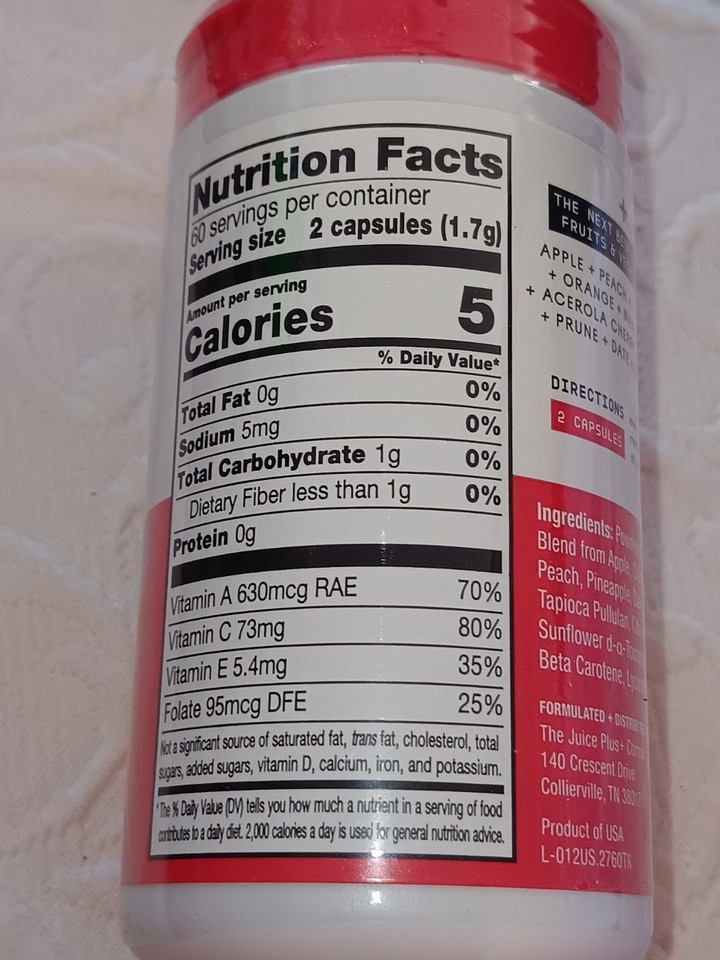 Nutrition Facts
60 servings per container
Serving size 2 capsules (1.7g)
Amount per serving
Calories 5
% Daily Value*
Total Fat 0g 0%
Sodium 5mg 0%
Total Carbohydrate 1g 0%
Dietary Fiber less than 1g 0%
Protein 0g
Vitamin A 630mcg RAE 70%
Vitamin C 73mg 80%
Vitamin E 5.4mg 35%
Folate 95mcg DFE 25%
Not a significant source of saturated fat, trans fat, cholesterol, total
sugars, added sugars, vitamin D, calcium, iron, and potassium.
*The % Daily Value (DV) tells you how much a nutrient in a serving of food
contributes to a daily diet. 2,000 calories a day is used for general nutrition advice.
THE NEXT
FRUITS &
APPLE + PEACH
+ ORANGE +
+ ACEROLA
+ PRUNE + DATE
DIRECTIONS
2 CAPSULES
Ingredients:
Blend from Apple,
Peach, Pineapple,
Tapioca Pullulan,
Sunflower
Beta Carotene,
FORMULATED +
The Juice Plus+
140 Crescent Drive
Collierville, TN
Product of USA
L-012US.2760TK